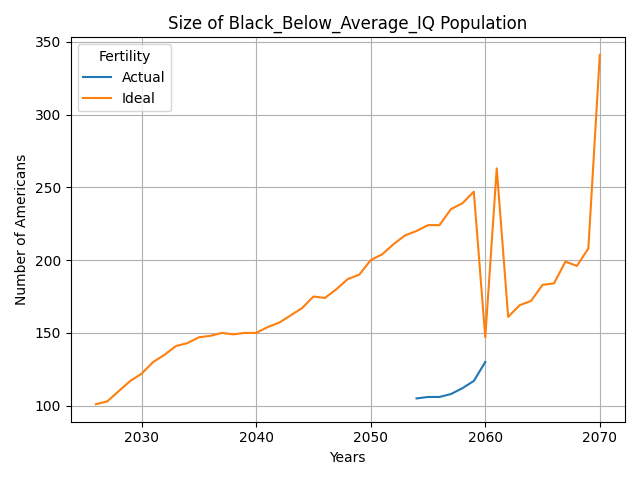 Size of Black_Below_Average_IQ Population
Number of Americans
350
300
250
200
150
100
Fertility
Actual
Ideal
2030 2040 2050 2060 2070
Years